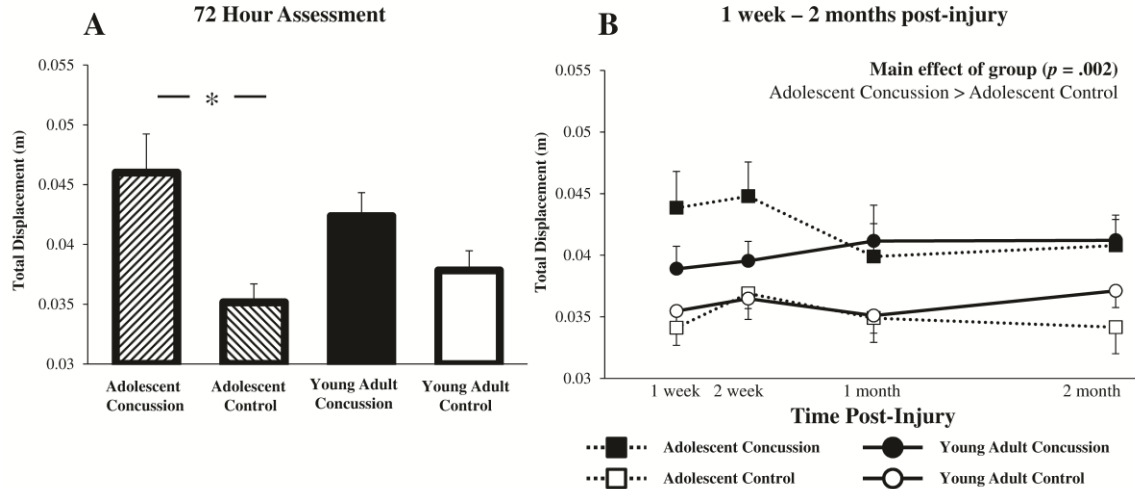 A
72 Hour Assessment
Total Displacement (m)
0.055
0.05
0.045
0.04
0.035
0.03
*
Adolescent Concussion
Adolescent Control
Young Adult Concussion
Young Adult Control
B
1 week – 2 months post-injury
Main effect of group (p = .002)
Adolescent Concussion > Adolescent Control
Total Displacement (m)
0.055
0.05
0.045
0.04
0.035
0.03
1 week 2 week 1 month 2 month
Time Post-Injury
Adolescent Concussion
Young Adult Concussion
Adolescent Control
Young Adult Control